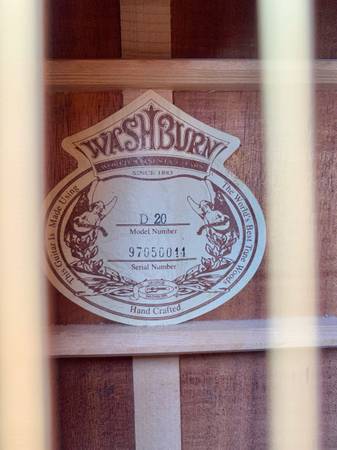 WASHBURN
WORLD'S FINEST GUITARS
SINCE 1883
This Guitar Is Made Using
The World's Best Tone Woods
D 20
Model Number
97050011
Serial Number
Hand Crafted